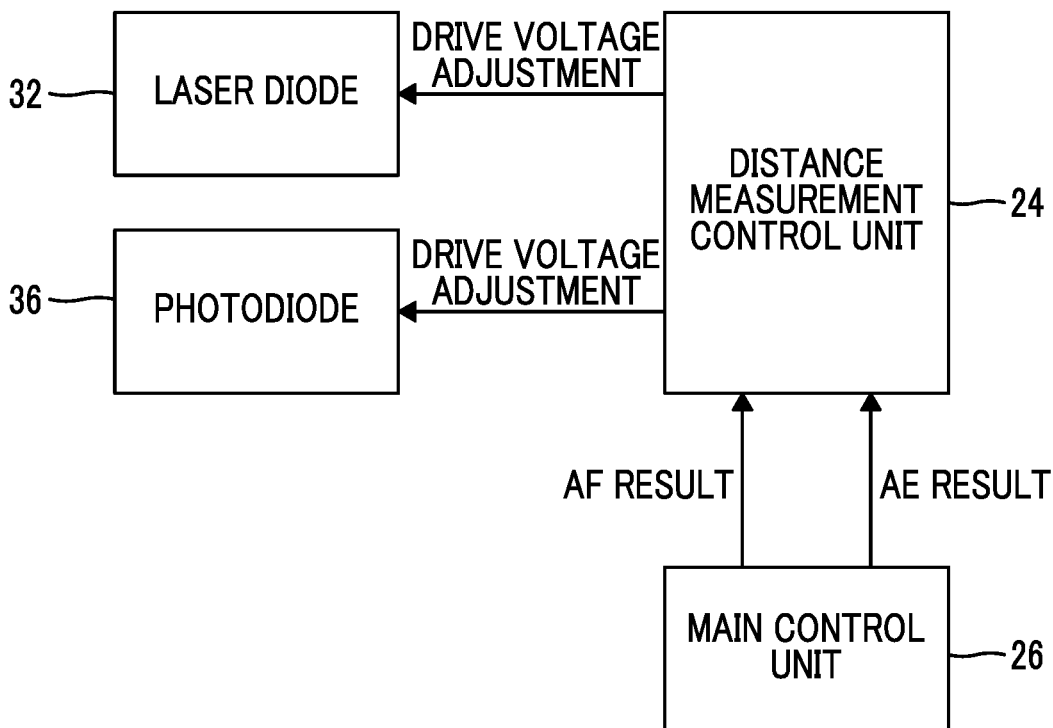 DRIVE VOLTAGE
ADJUSTMENT
32
LASER DIODE
DISTANCE
MEASUREMENT
CONTROL UNIT
24
DRIVE VOLTAGE
ADJUSTMENT
36
PHOTODIODE
AF RESULT
AE RESULT
MAIN CONTROL
UNIT
26